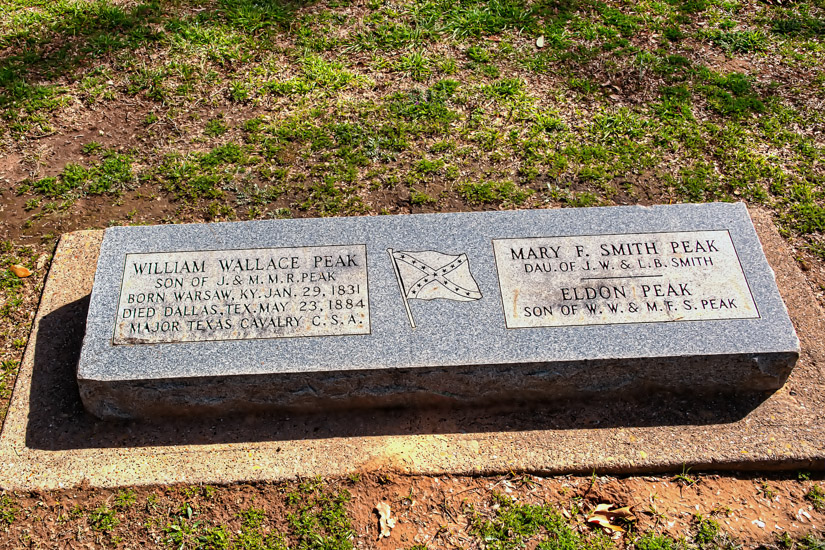 WILLIAM WALLACE PEAK
SON OF J. & M. M. R. PEAK
BORN WARSAW, KY. JAN. 29, 1831
DIED DALLAS, TEX. MAY 23, 1884
MAJOR TEXAS CAVALRY C. S. A.
MARY F. SMITH PEAK
DAU. OF J. W. & L. B. SMITH
ELDON PEAK
SON OF W. W. & M. F. S. PEAK